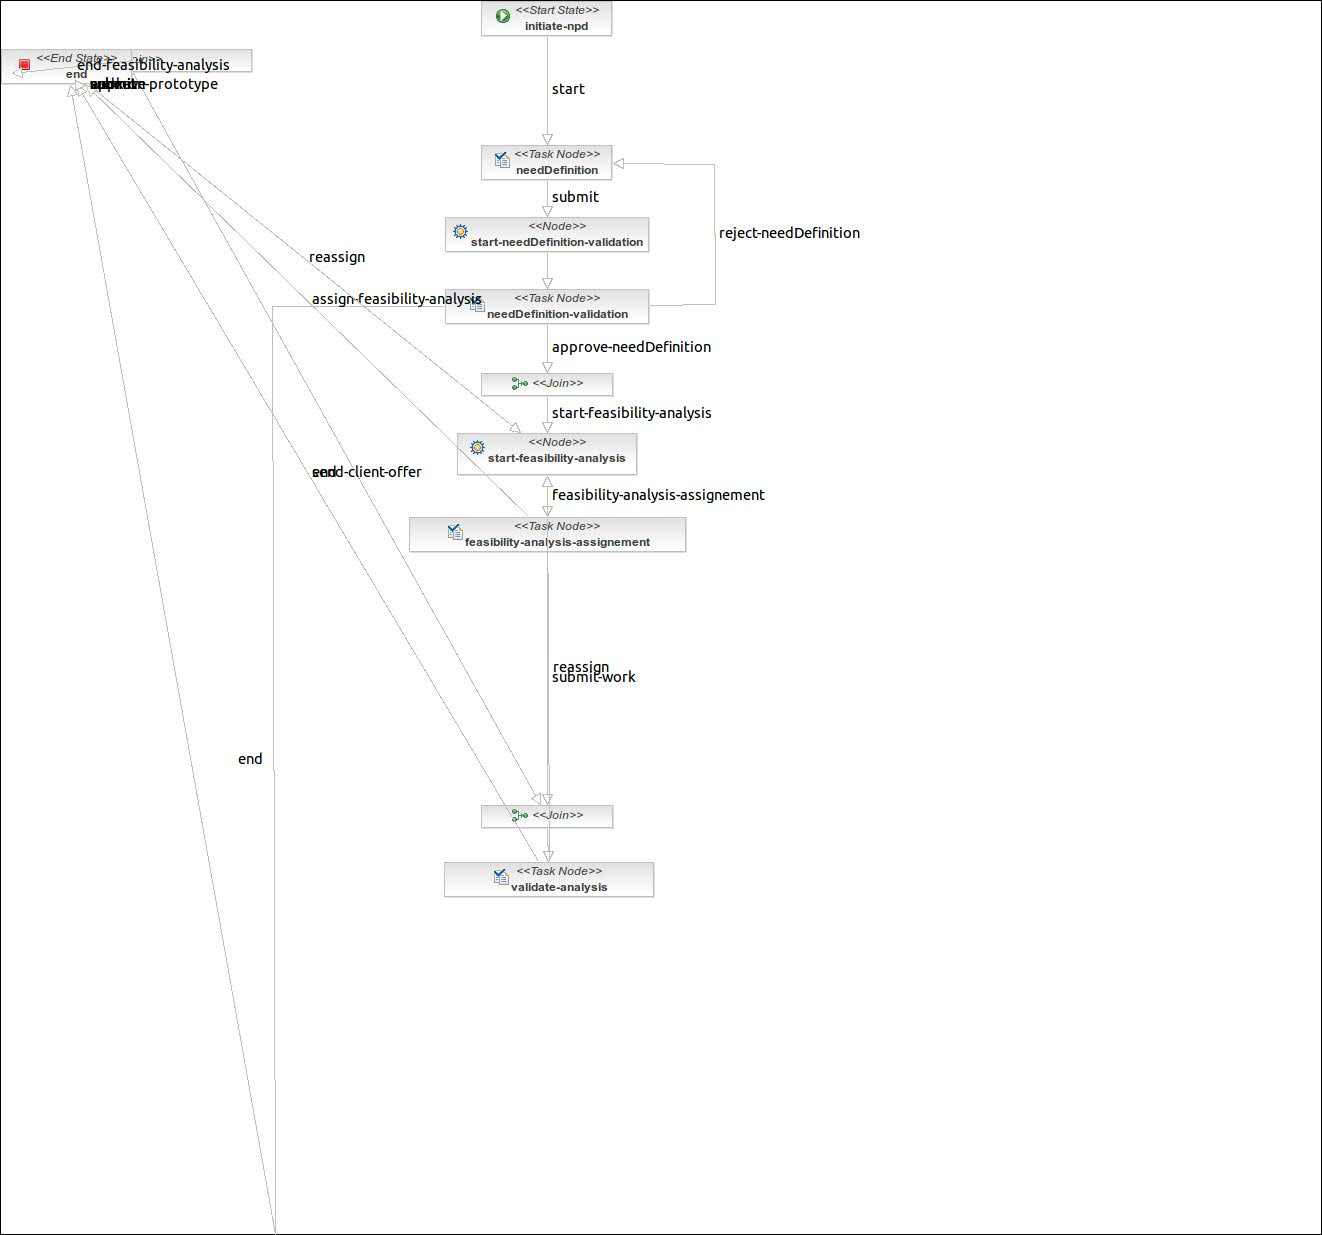 <<Start State>>
initiate-npd
<<End State>>
end
end-feasibility-analysis
-prototype
start
<<Task Node>>
needDefinition
submit
<<Node>>
start-needDefinition-validation
reject-needDefinition
reassign
assign-feasibility-analysis
<<Task Node>>
needDefinition-validation
approve-needDefinition
<<Join>>
start-feasibility-analysis
<<Node>>
start-feasibility-analysis
send-client-offer
feasibility-analysis-assignement
<<Task Node>>
feasibility-analysis-assignement
reassign
submit-work
end
<<Join>>
<<Task Node>>
validate-analysis